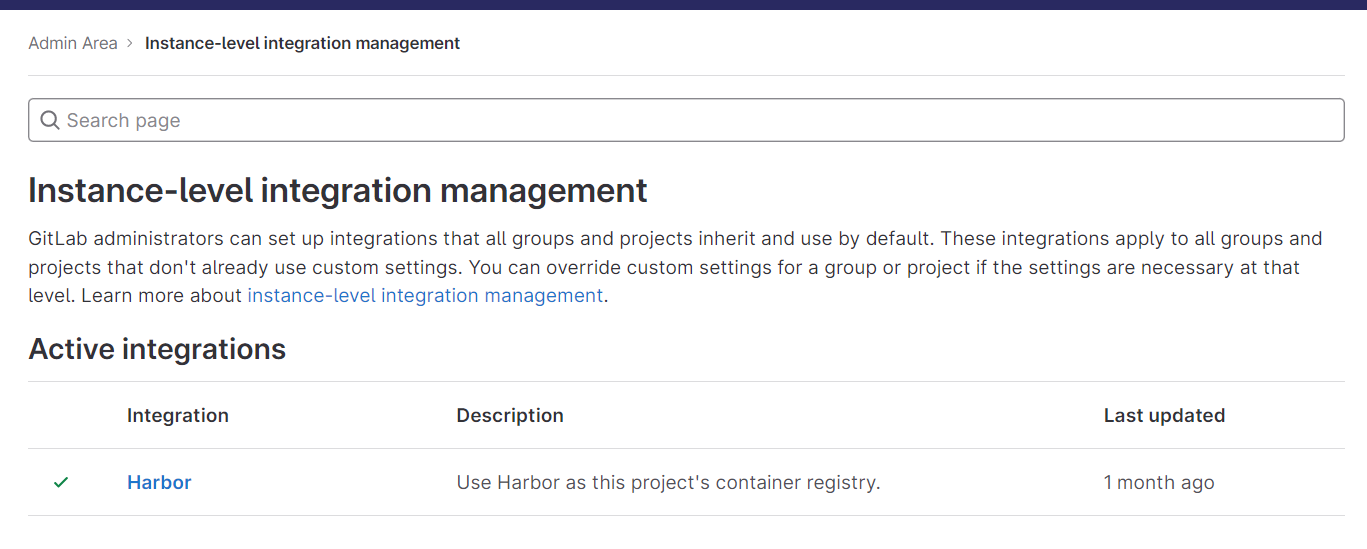 Admin Area > Instance-level integration management
Search page
Instance-level integration management
GitLab administrators can set up integrations that all groups and projects inherit and use by default. These integrations apply to all groups and
projects that don't already use custom settings. You can override custom settings for a group or project if the settings are necessary at that
level. Learn more about instance-level integration management.
Active integrations
Integration Description Last updated
Harbor Use Harbor as this project's container registry. 1 month ago